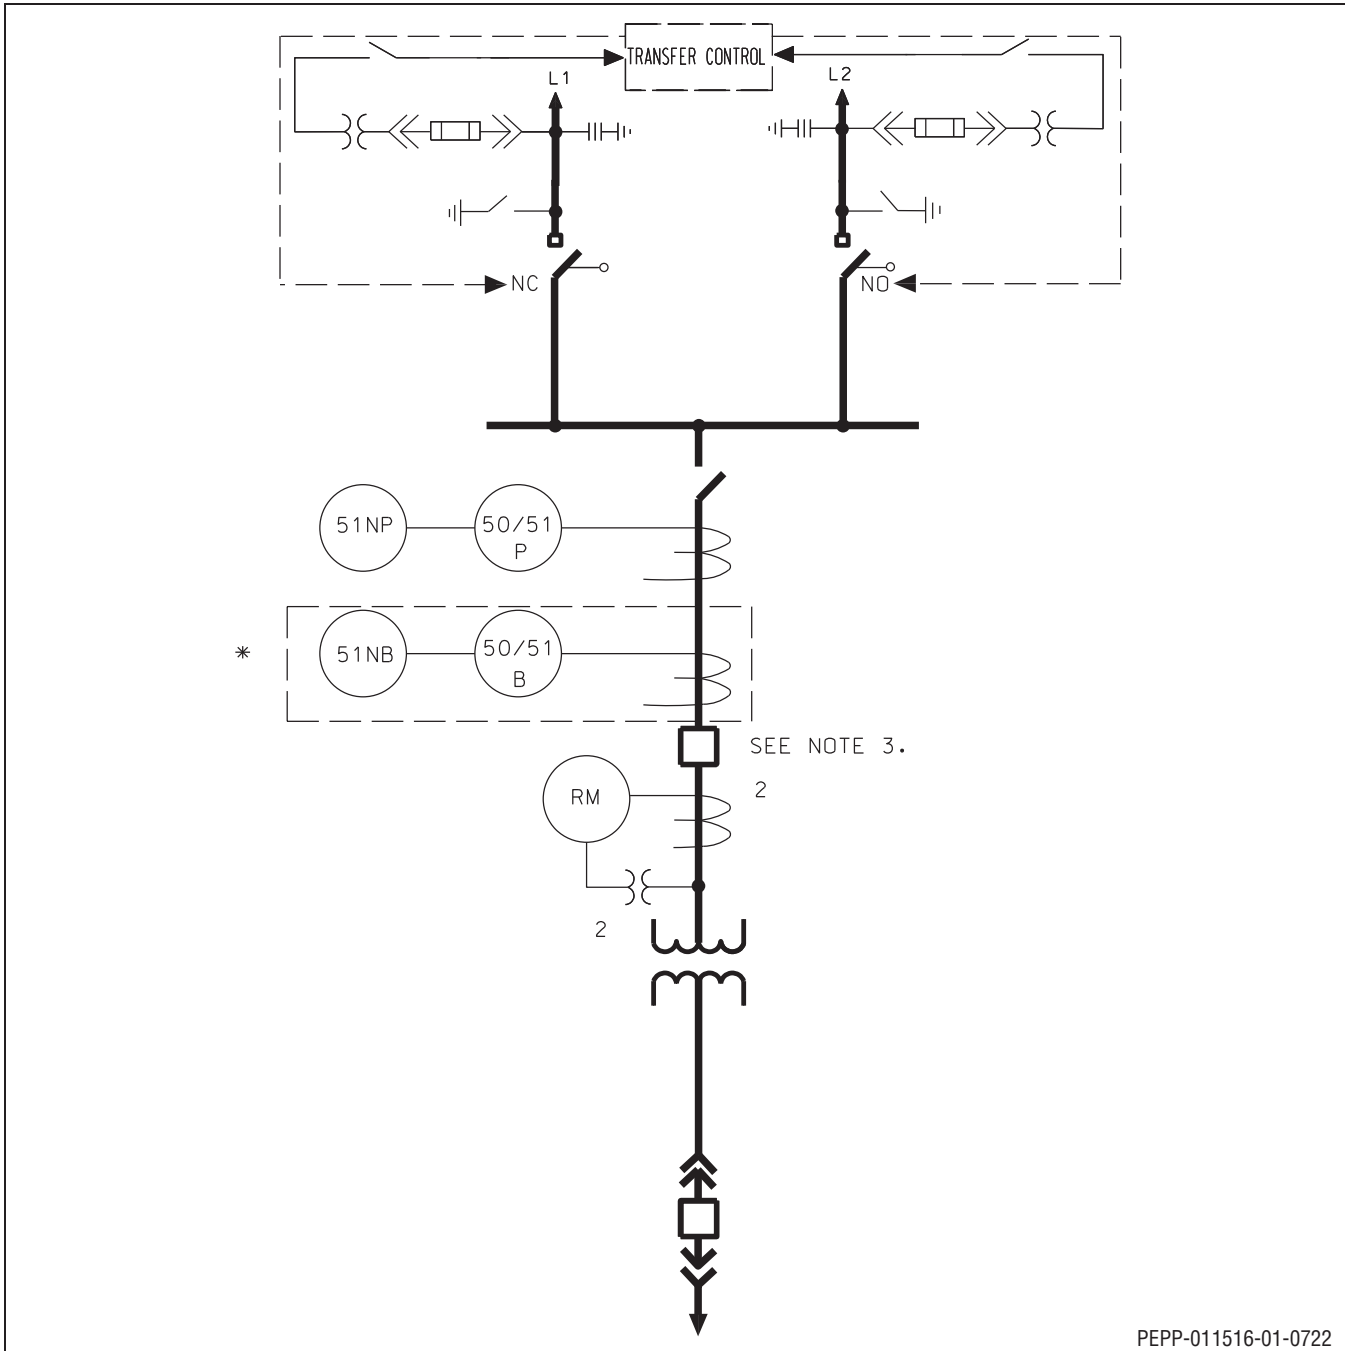 TRANSFER CONTROL
L1
L2
NC
NO
51NP
50/51
P
*
51NB
50/51
B
SEE NOTE 3.
2
RM
2
PEPP-011516-01-0722